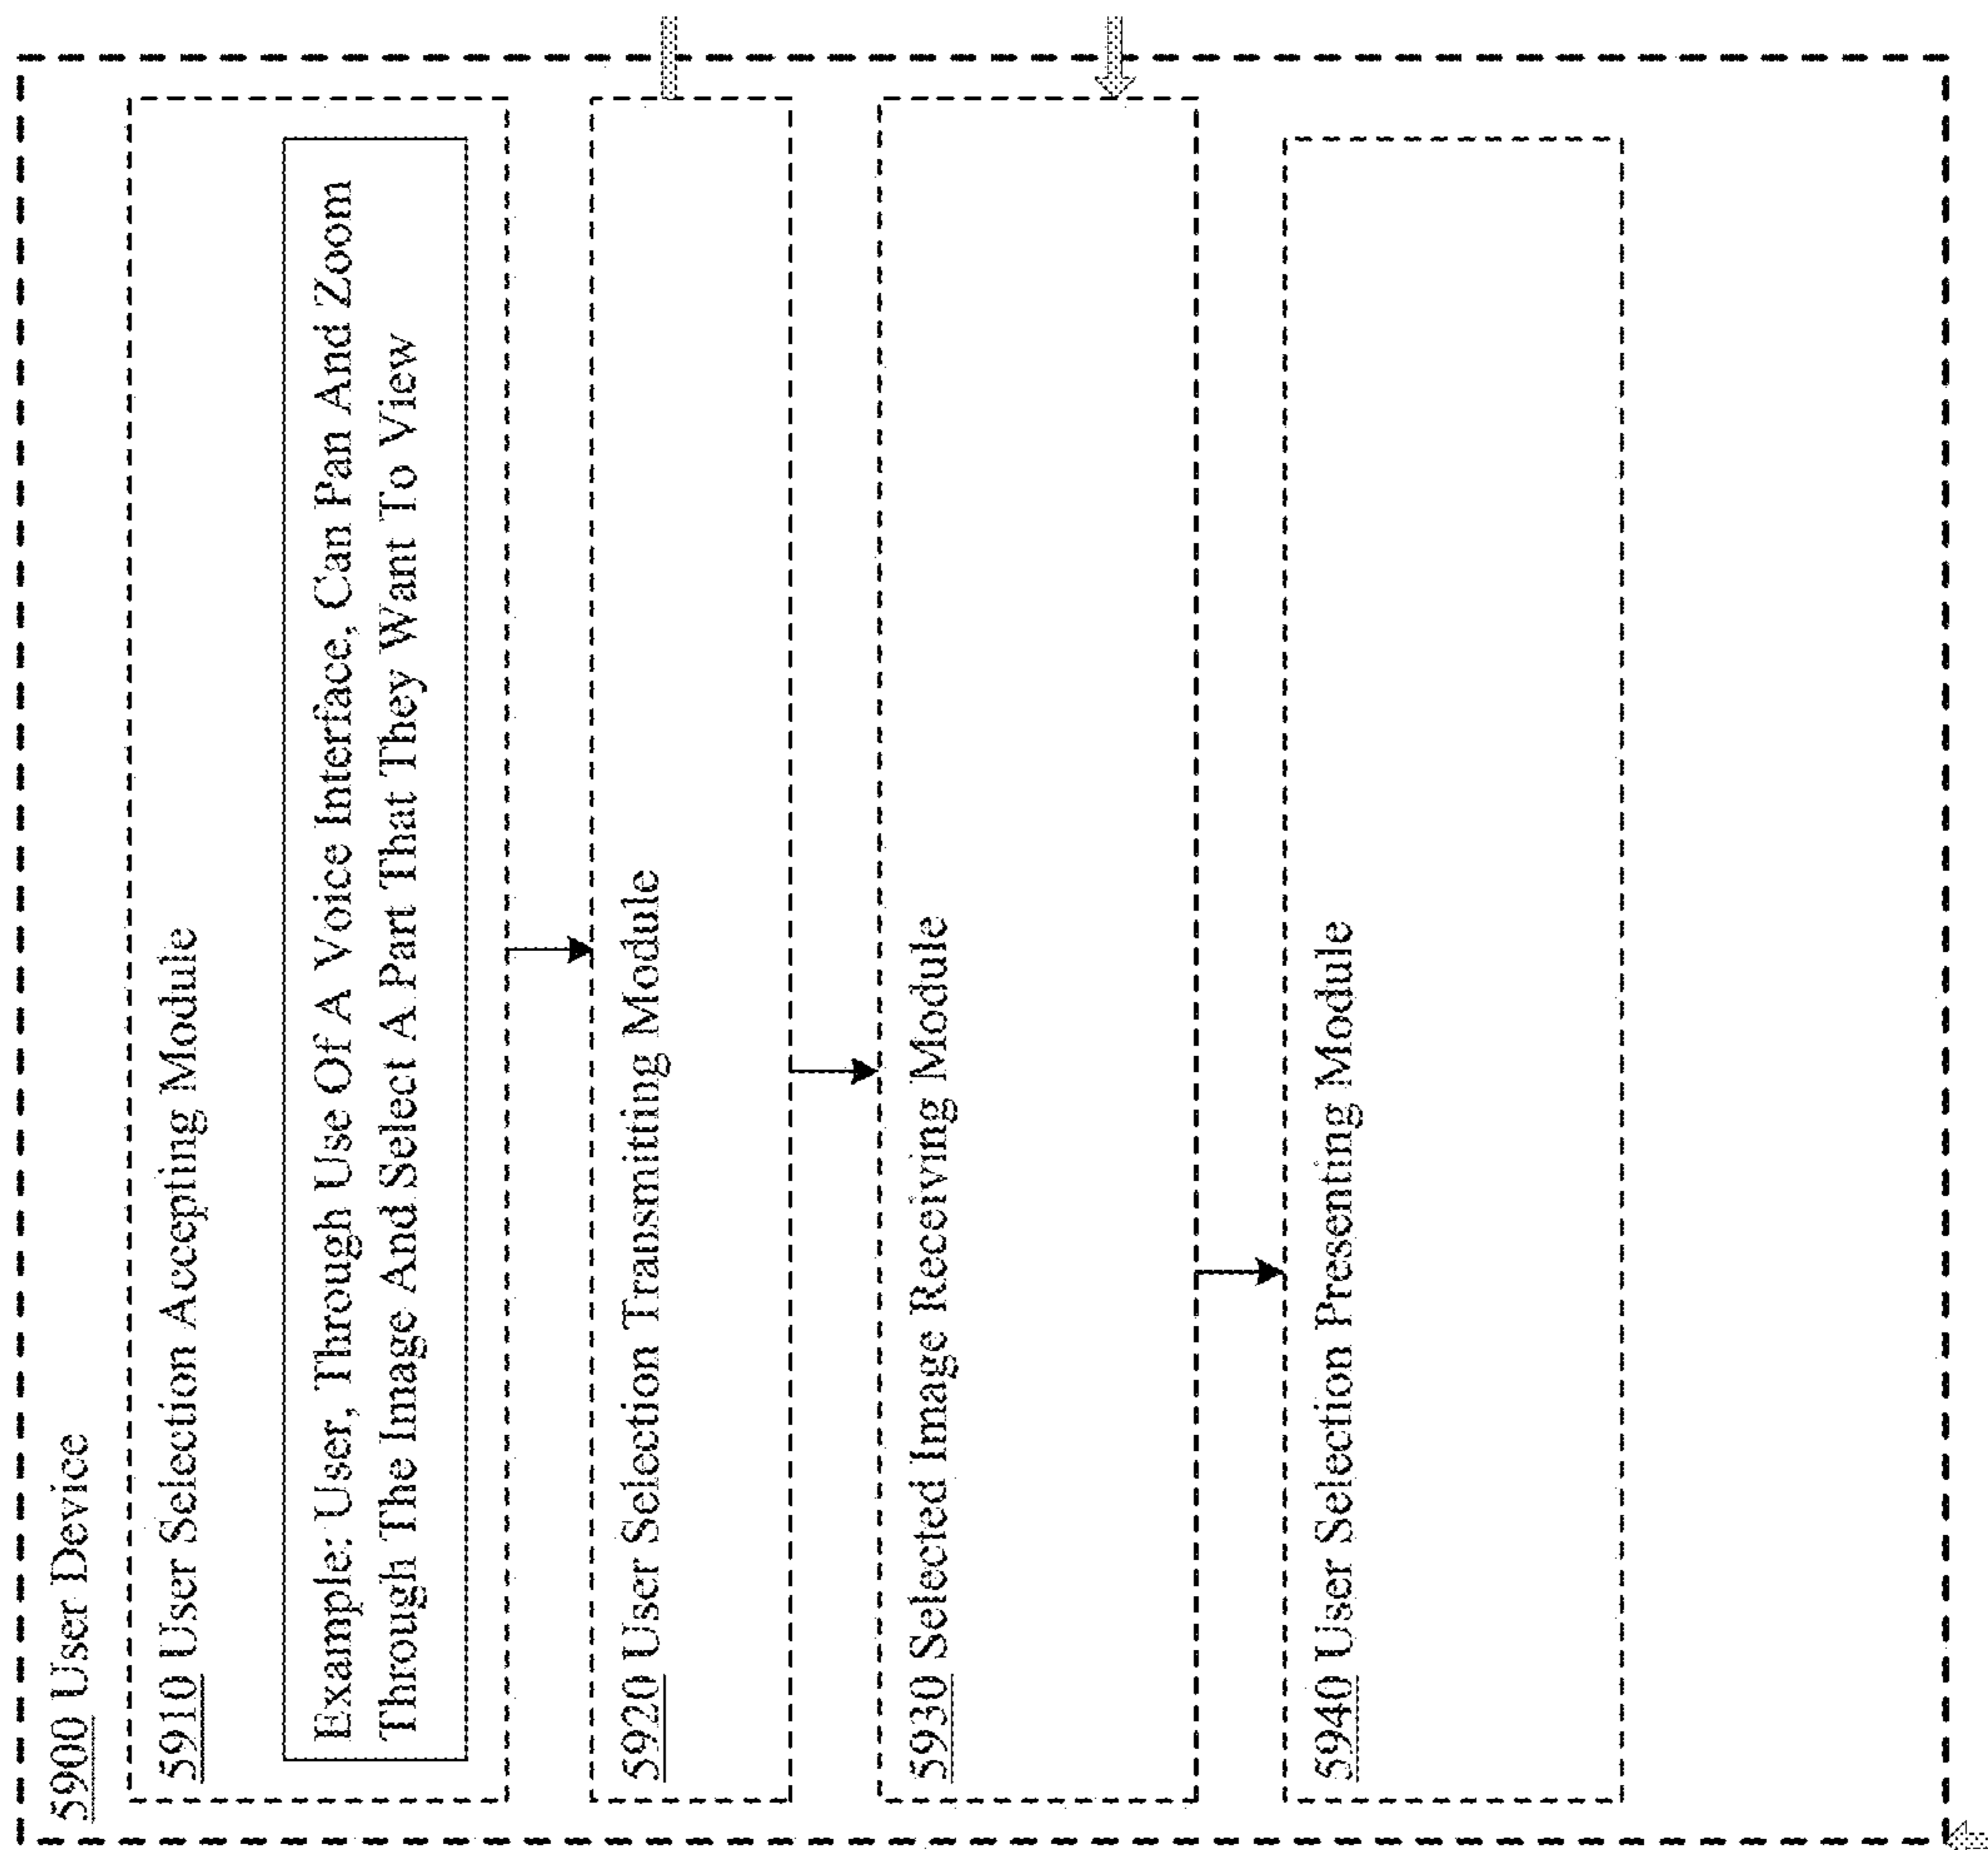 5900 User Device
5910 User Selection Accepting Module
Example: User, Through Use Of A Voice Interface, Can Pan And Zoom
Through The Image And Select A Part That They Want To View
5920 User Selection Transmitting Module
5930 Selected Image Receiving Module
5940 User Selection Presenting Module